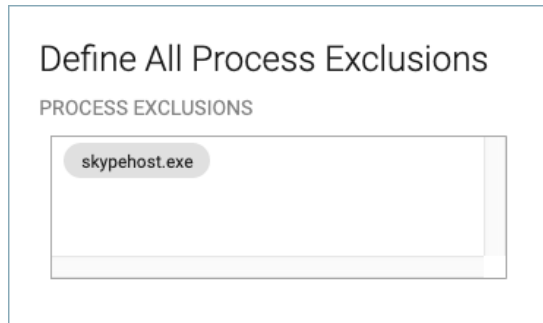 Define All Process Exclusions
PROCESS EXCLUSIONS
skypehost.exe